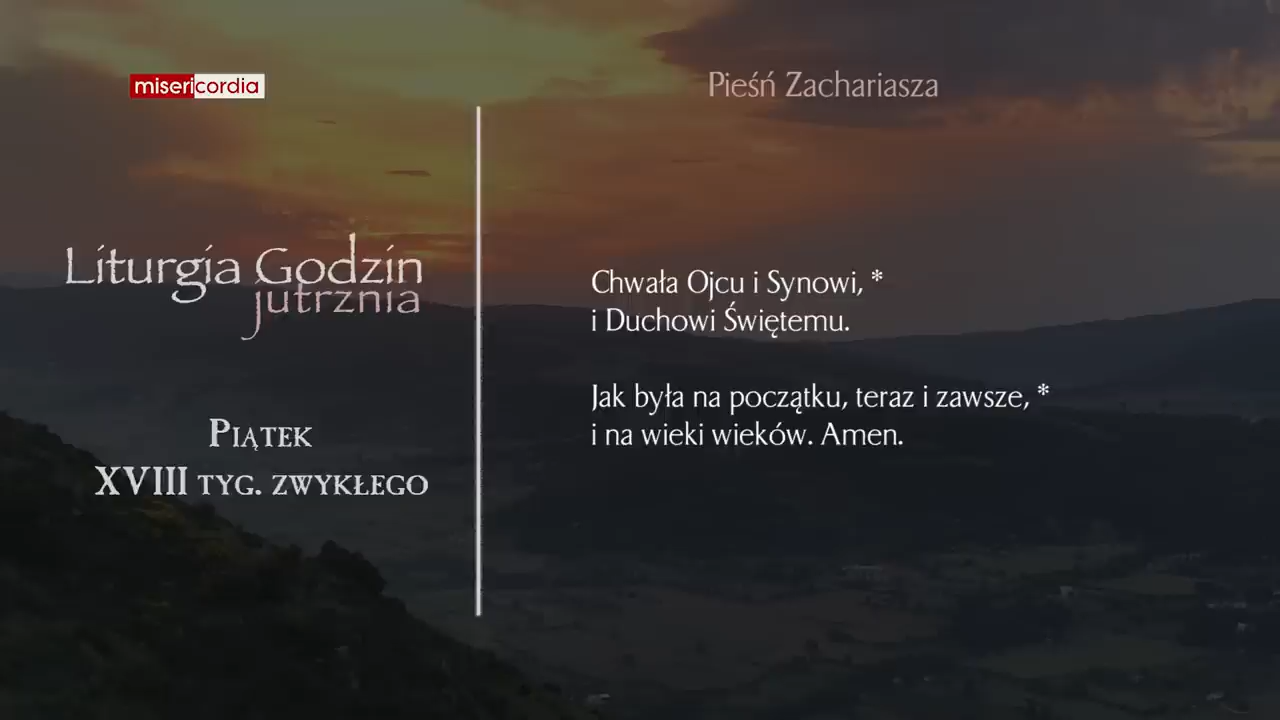 misericordia
Pieśń Zachariasza
Liturgia Godzin
jutrznia
Piątek
XVIII tyg. zwykłego
Chwała Ojcu i Synowi, *
i Duchowi Świętemu.
Jak była na początku, teraz i zawsze, *
i na wieki wieków. Amen.